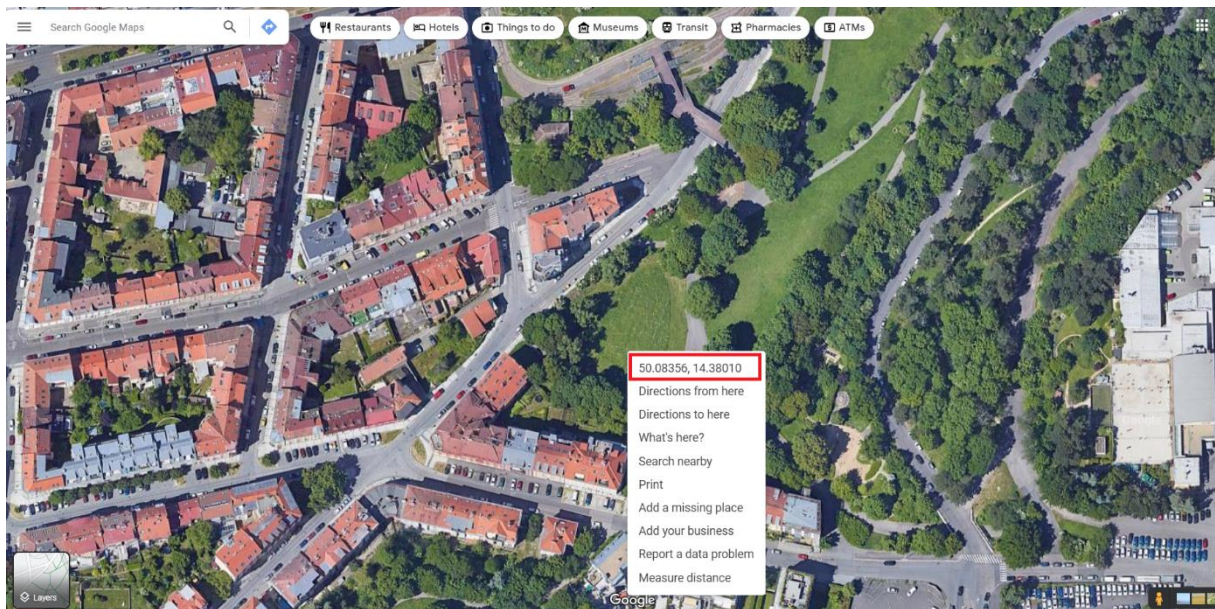 Search Google Maps
Restaurants
Hotels
Things to do
Museums
Transit
Pharmacies
ATMs
50.08356, 14.38010
Directions from here
Directions to here
What's here?
Search nearby
Print
Add a missing place
Add your business
Report a data problem
Measure distance
Layers
Google